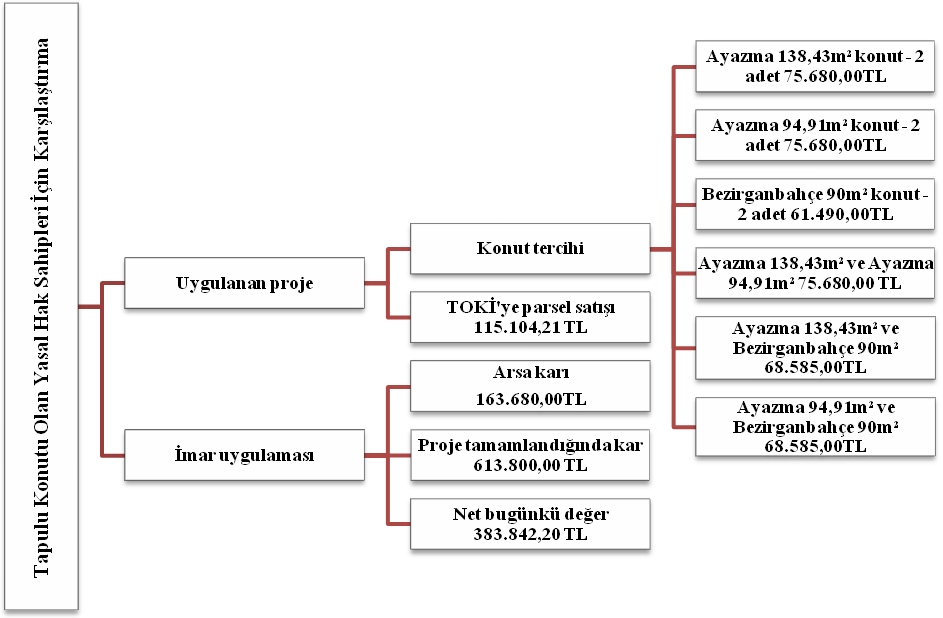 Tapulu Konutu Olan Yasal Hak Sahipleri İçin Karşılaştırma
Uygulanan proje
Konut tercihi
Ayazma 138,43m² konut - 2
adet 75.680,00TL
Ayazma 94,91m² konut - 2
adet 75.680,00TL
Bezirganbahçe 90m² konut -
2 adet 61.490,00TL
Ayazma 138,43m² ve Ayazma
94,91m² 75.680,00 TL
Ayazma 138,43m² ve
Bezirganbahçe 90m²
68.585,00TL
Ayazma 94,91m² ve
Bezirganbahçe 90m²
68.585,00TL
TOKİ'ye parsel satışı
115.104,21 TL
İmar uygulaması
Arsa karı
163.680,00TL
Proje tamamlandığında kar
613.800,00 TL
Net bugünkü değer
383.842,20 TL